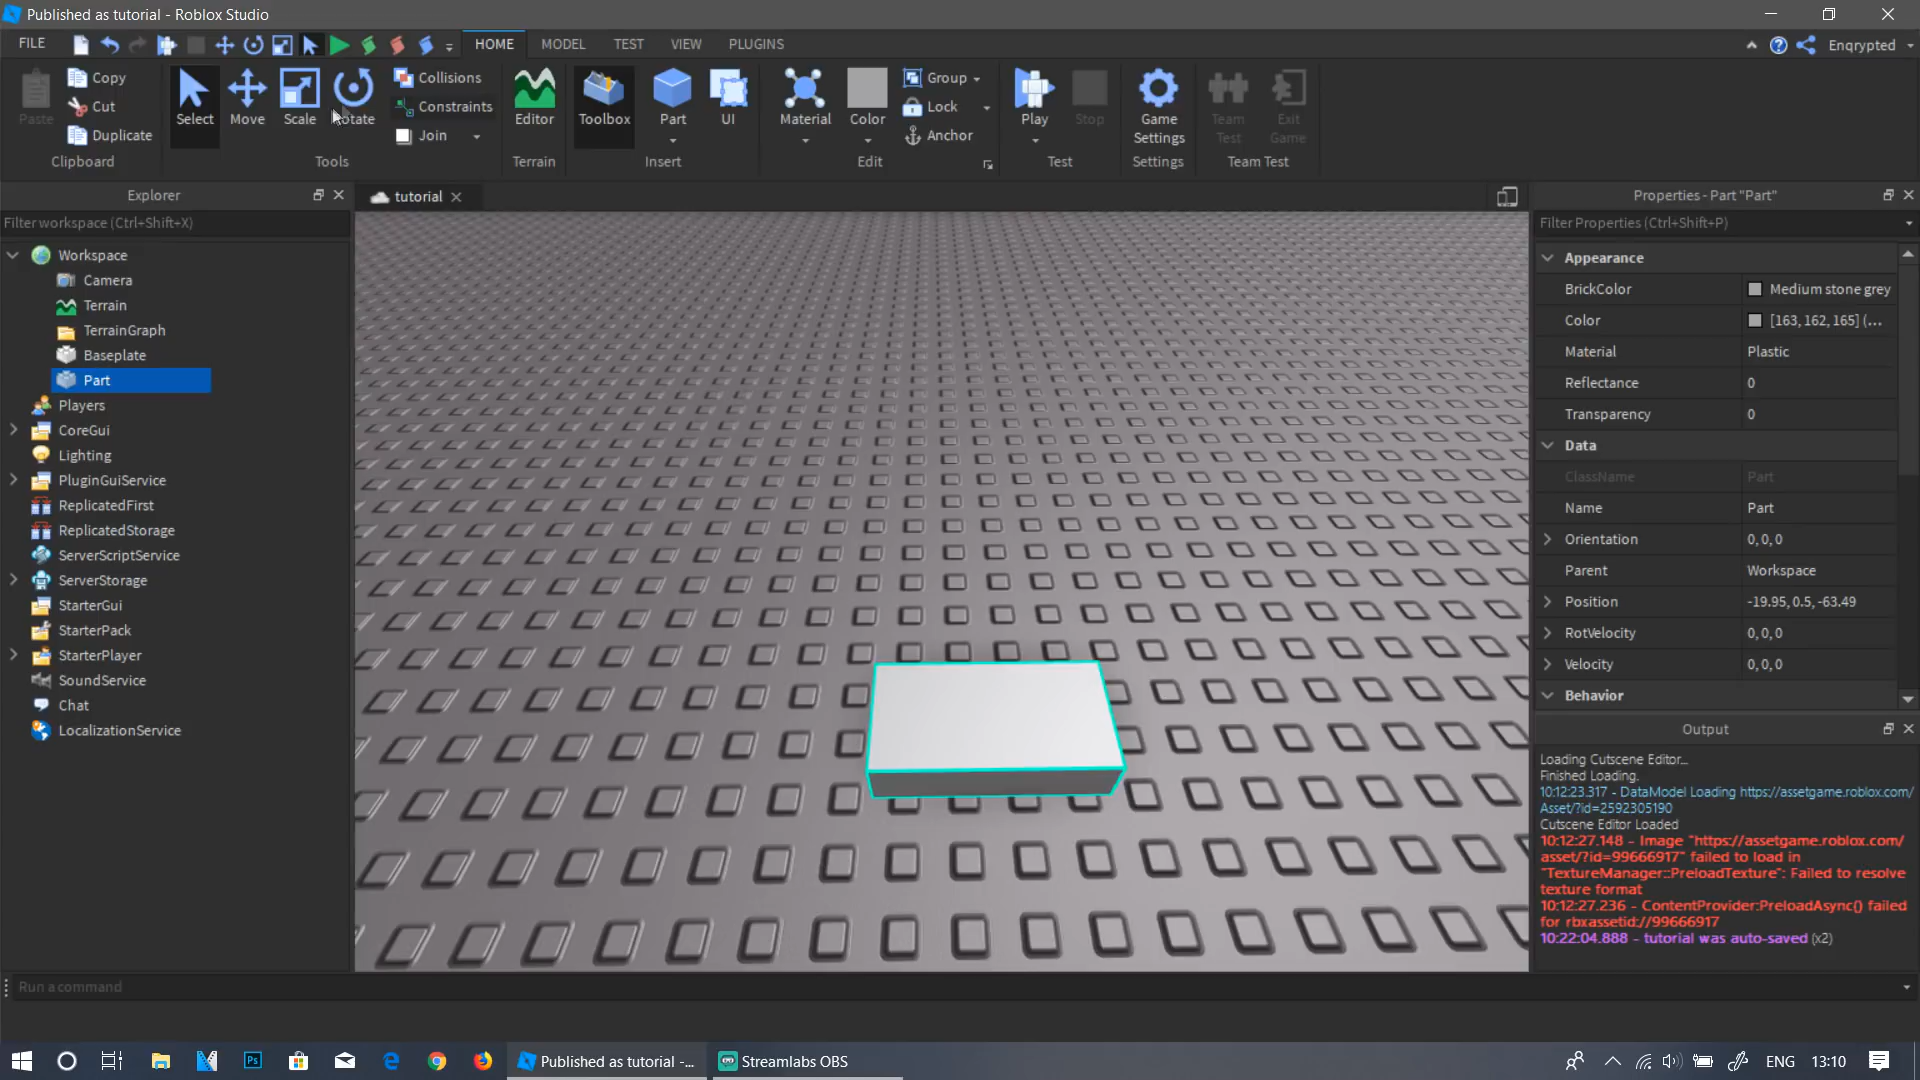 Published as tutorial - Roblox Studio
FILE
HOME
MODEL
TEST
VIEW
PLUGINS
Enqrypted
Paste
Copy
Cut
Duplicate
Clipboard
Select
Move
Scale
Rotate
Collisions
Constraints
Join
Tools
Editor
Terrain
Toolbox
Part
UI
Insert
Material
Color
Group
Lock
Anchor
Edit
Play
Stop
Test
Game
Settings
Settings
Team
Test
Exit
Game
Team Test
Explorer
Filter workspace (Ctrl+Shift+X)
Workspace
Camera
Terrain
TerrainGraph
Baseplate
Part
Players
CoreGui
Lighting
PluginGuiService
ReplicatedFirst
ReplicatedStorage
ServerScriptService
ServerStorage
StarterGui
StarterPack
StarterPlayer
SoundService
Chat
LocalizationService
tutorial
Properties - Part "Part"
Filter Properties (Ctrl+Shift+P)
Appearance
BrickColor Medium stone grey
Color [163, 162, 165] (...
Material Plastic
Reflectance 0
Transparency 0
Data
ClassName Part
Name Part
Orientation 0, 0, 0
Parent Workspace
Position -19.95, 0.5, -63.49
RotVelocity 0, 0, 0
Velocity 0, 0, 0
Behavior
Output
Loading Cutscene Editor...
Finished Loading.
10:12:23.317 - DataModel Loading https://assetgame.roblox.com/
Asset/?id=2592305190
Cutscene Editor Loaded
10:12:27.148 - Image "https://assetgame.roblox.com/
asset/?id=99666917" failed to load in
"TextureManager::PreloadTexture": Failed to resolve
texture format
10:12:27.236 - ContentProvider:PreloadAsync() failed
for rbxassetid://99666917
10:22:04.888 - tutorial was auto-saved (x2)
Run a command
Ps
Published as tutorial -...
Streamlabs OBS
ENG
13:10